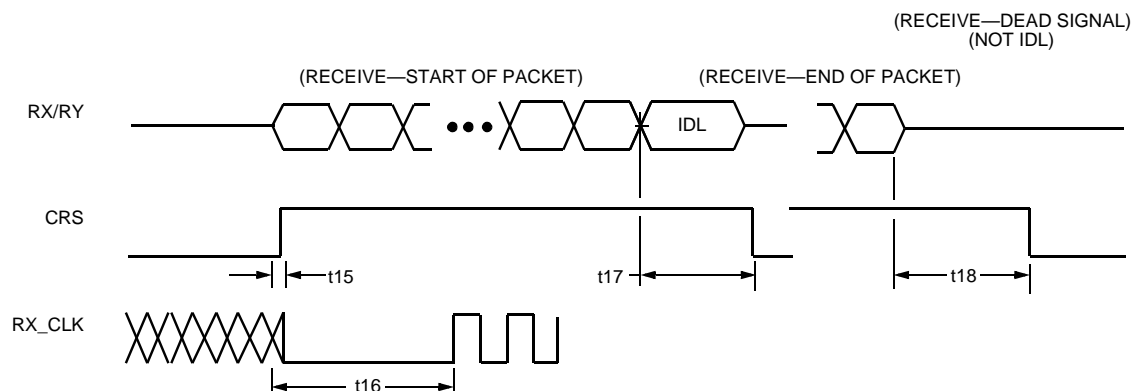 (RECEIVE—DEAD SIGNAL)
(NOT IDL)
(RECEIVE—START OF PACKET)
(RECEIVE—END OF PACKET)
RX/RY
IDL
CRS
t15
t17
t18
RX_CLK
t16